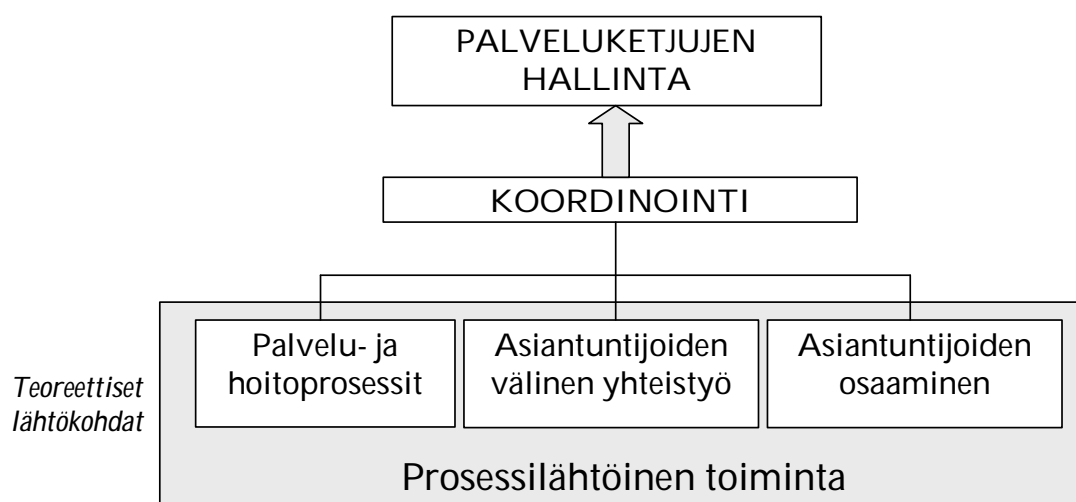 PALVELUKETJUJEN
HALLINTA
KOORDINOINTI
Palvelu- ja
hoitoprosessit
Asiantuntijoiden
välinen yhteistyö
Asiantuntijoiden
osaaminen
Teoreettiset
lähtökohdat
Prosessilähtöinen toiminta